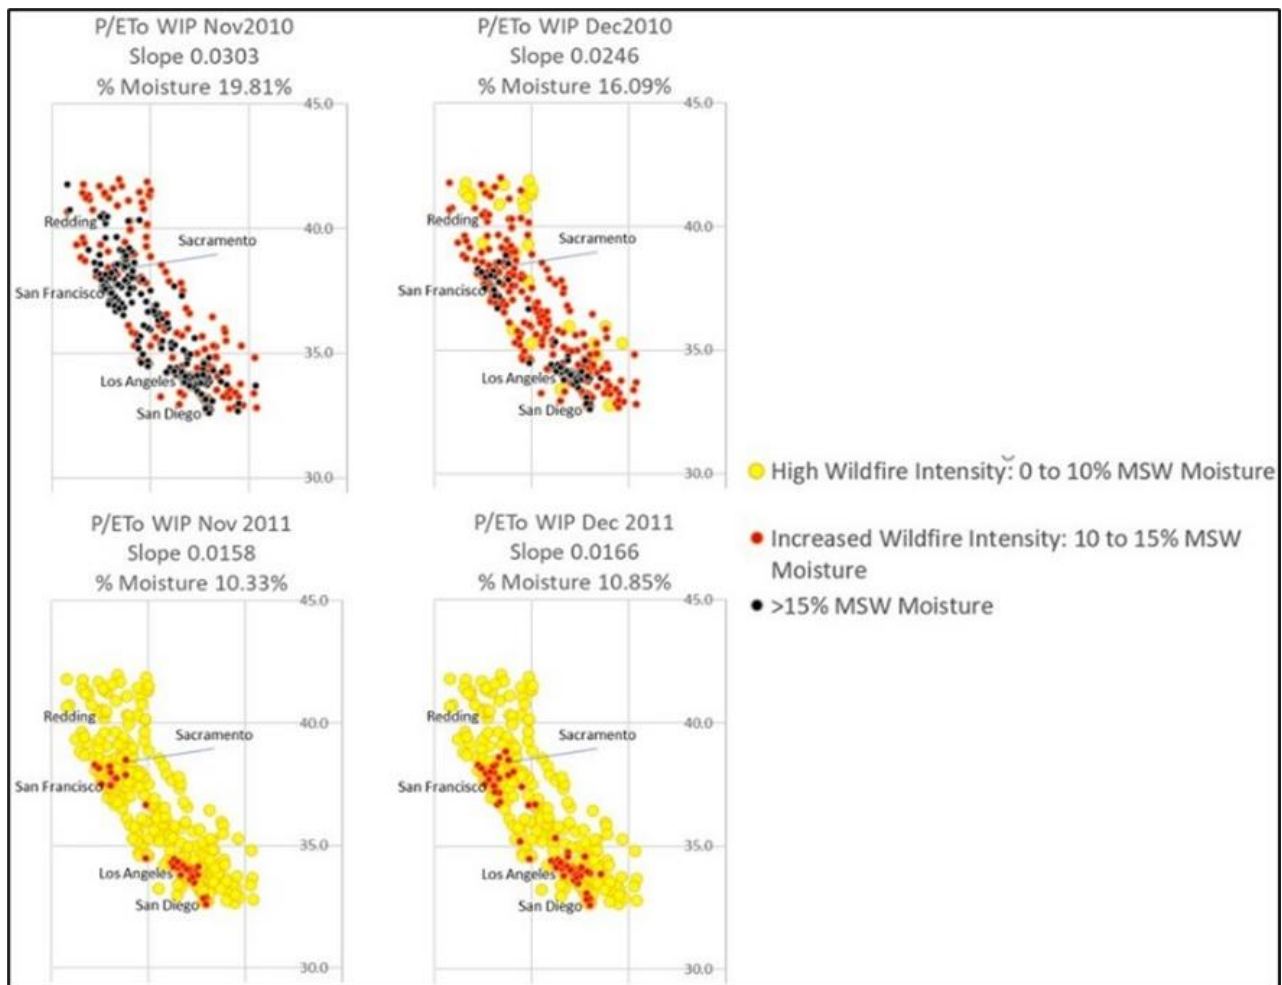 P/ETo WIP Nov2010
Slope 0.0303
% Moisture 19.81%
45.0
Redding
40.0
Sacramento
San Francisco
35.0
Los Angeles
San Diego
30.0
P/ETo WIP Dec2010
Slope 0.0246
% Moisture 16.09%
45.0
Redding
40.0
Sacramento
San Francisco
35.0
Los Angeles
San Diego
30.0
High Wildfire Intensity: 0 to 10% MSW Moisture
Increased Wildfire Intensity: 10 to 15% MSW
Moisture
>15% MSW Moisture
P/ETo WIP Nov 2011
Slope 0.0158
% Moisture 10.33%
45.0
Redding
40.0
Sacramento
San Francisco
35.0
Los Angeles
San Diego
30.0
P/ETo WIP Dec 2011
Slope 0.0166
% Moisture 10.85%
45.0
Redding
40.0
Sacramento
San Francisco
35.0
Los Angeles
San Diego
30.0